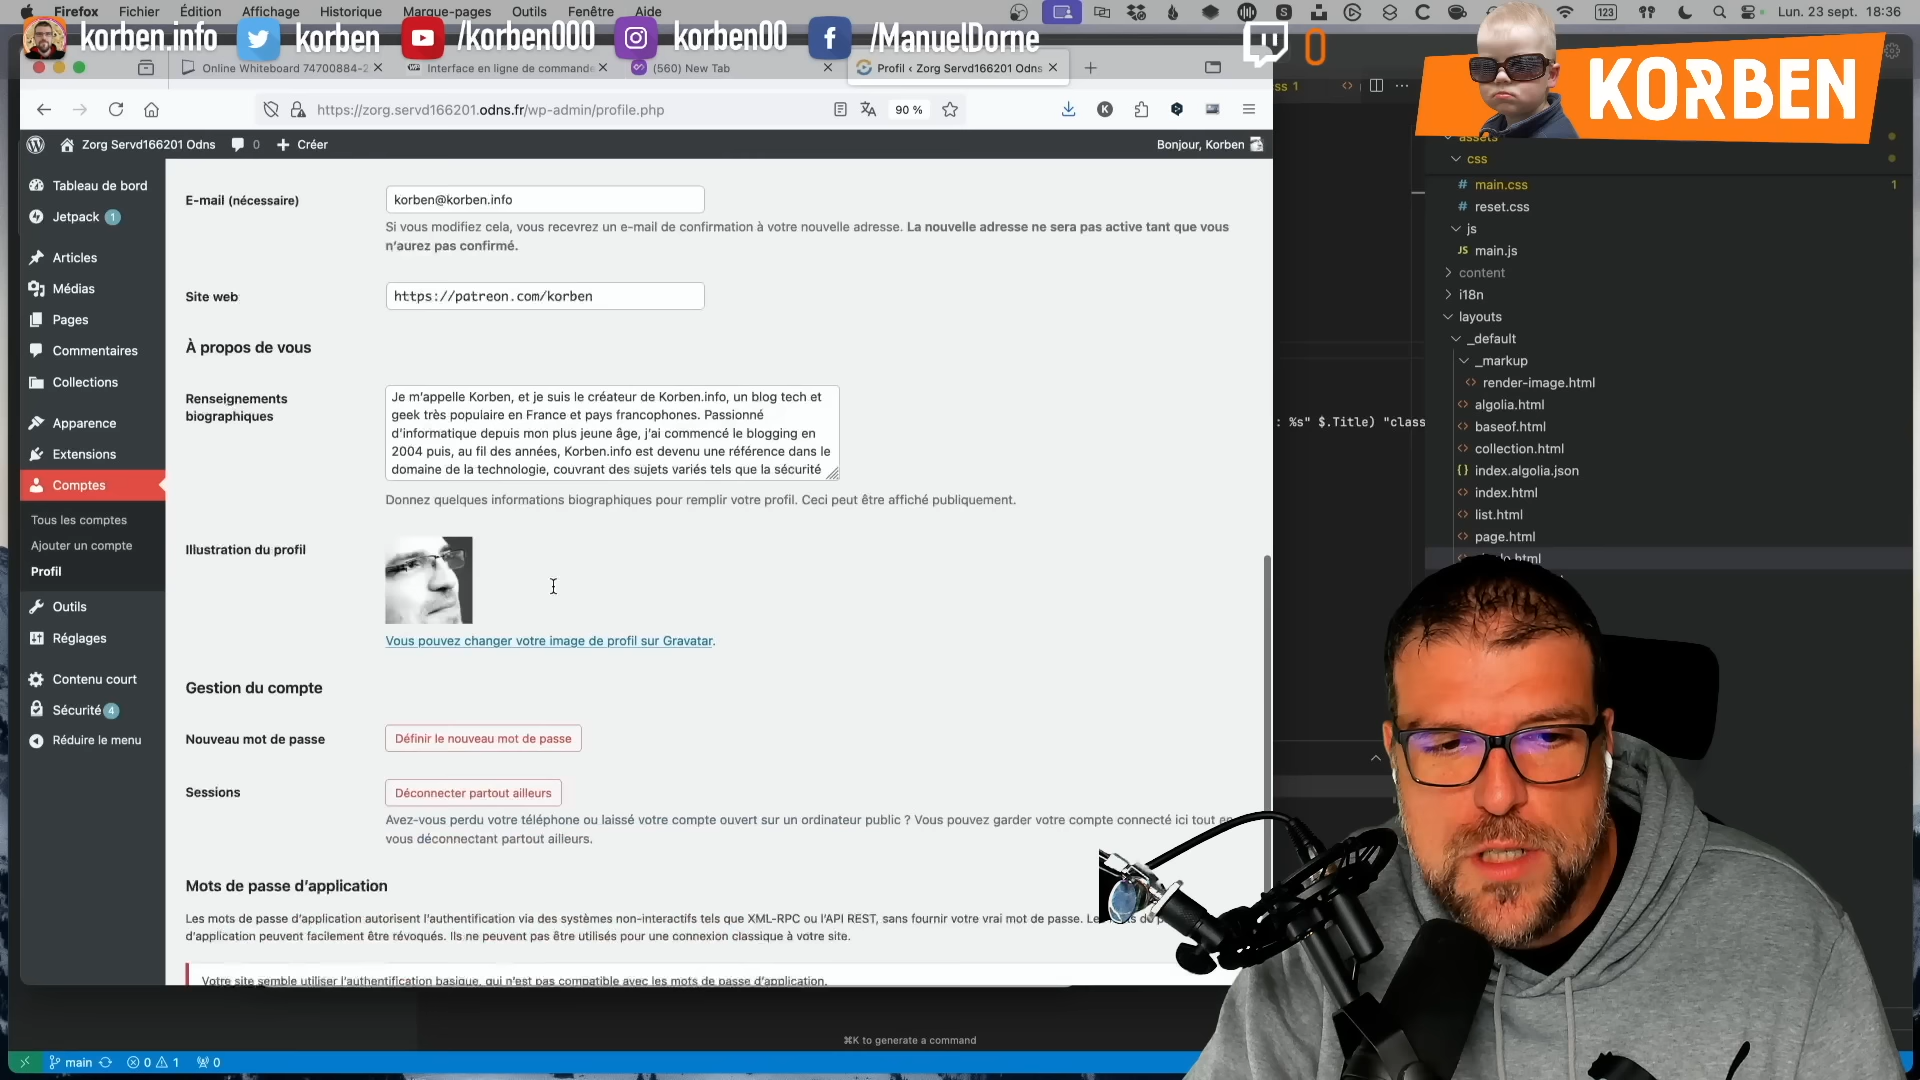 Firefox Fichier Édition Affichage Historique Marque-pages Outils Fenêtre Aide
Lun. 23 sept. 18:36
korben.info korben /korben000 korben00 /ManuelDorne 0
KORBEN
Online Whiteboard 74700884-2
Interface en ligne de command
(560) New Tab
Profil ‹ Zorg Servd166201 Odns
https://zorg.servd166201.odns.fr/wp-admin/profile.php
90 %
Zorg Servd166201 Odns 0 Créer
Bonjour, Korben
Tableau de bord
Jetpack 1
Articles
Médias
Pages
Commentaires
Collections
Apparence
Extensions
Comptes
Tous les comptes
Ajouter un compte
Profil
Outils
Réglages
Contenu court
Sécurité 4
Réduire le menu
E-mail (nécessaire)
korben@korben.info
Si vous modifiez cela, vous recevrez un e-mail de confirmation à votre nouvelle adresse. La nouvelle adresse ne sera pas active tant que vous
n’aurez pas confirmé.
Site web
https://patreon.com/korben
À propos de vous
Renseignements
biographiques
Je m’appelle Korben, et je suis le créateur de Korben.info, un blog tech et
geek très populaire en France et pays francophones. Passionné
d’informatique depuis mon plus jeune âge, j’ai commencé le blogging en
2004 puis, au fil des années, Korben.info est devenu une référence dans le
domaine de la technologie, couvrant des sujets variés tels que la sécurité
Donnez quelques informations biographiques pour remplir votre profil. Ceci peut être affiché publiquement.
Illustration du profil
Vous pouvez changer votre image de profil sur Gravatar.
Gestion du compte
Nouveau mot de passe
Définir le nouveau mot de passe
Sessions
Déconnecter partout ailleurs
Avez-vous perdu votre téléphone ou laissé votre compte ouvert sur un ordinateur public ? Vous pouvez garder votre compte connecté ici tout en
vous déconnectant partout ailleurs.
Mots de passe d’application
Les mots de passe d’application autorisent l’authentification via des systèmes non-interactifs tels que XML-RPC ou l’API REST, sans fournir votre vrai mot de passe.
d’application peuvent facilement être révoqués. Ils ne peuvent pas être utilisés pour une connexion classique à votre site.
Votre site semble utiliser l’authentification basique, qui n’est pas compatible avec les mots de passe d’application.
ss 1
assets
css
# main.css 1
# reset.css
js
JS main.js
content
i18n
layouts
_default
_markup
render-image.html
algolia.html
baseof.html
collection.html
{} index.algolia.json
index.html
list.html
page.html
: %s" $.Title) "class
⌘K to generate a command
main 0 1 0